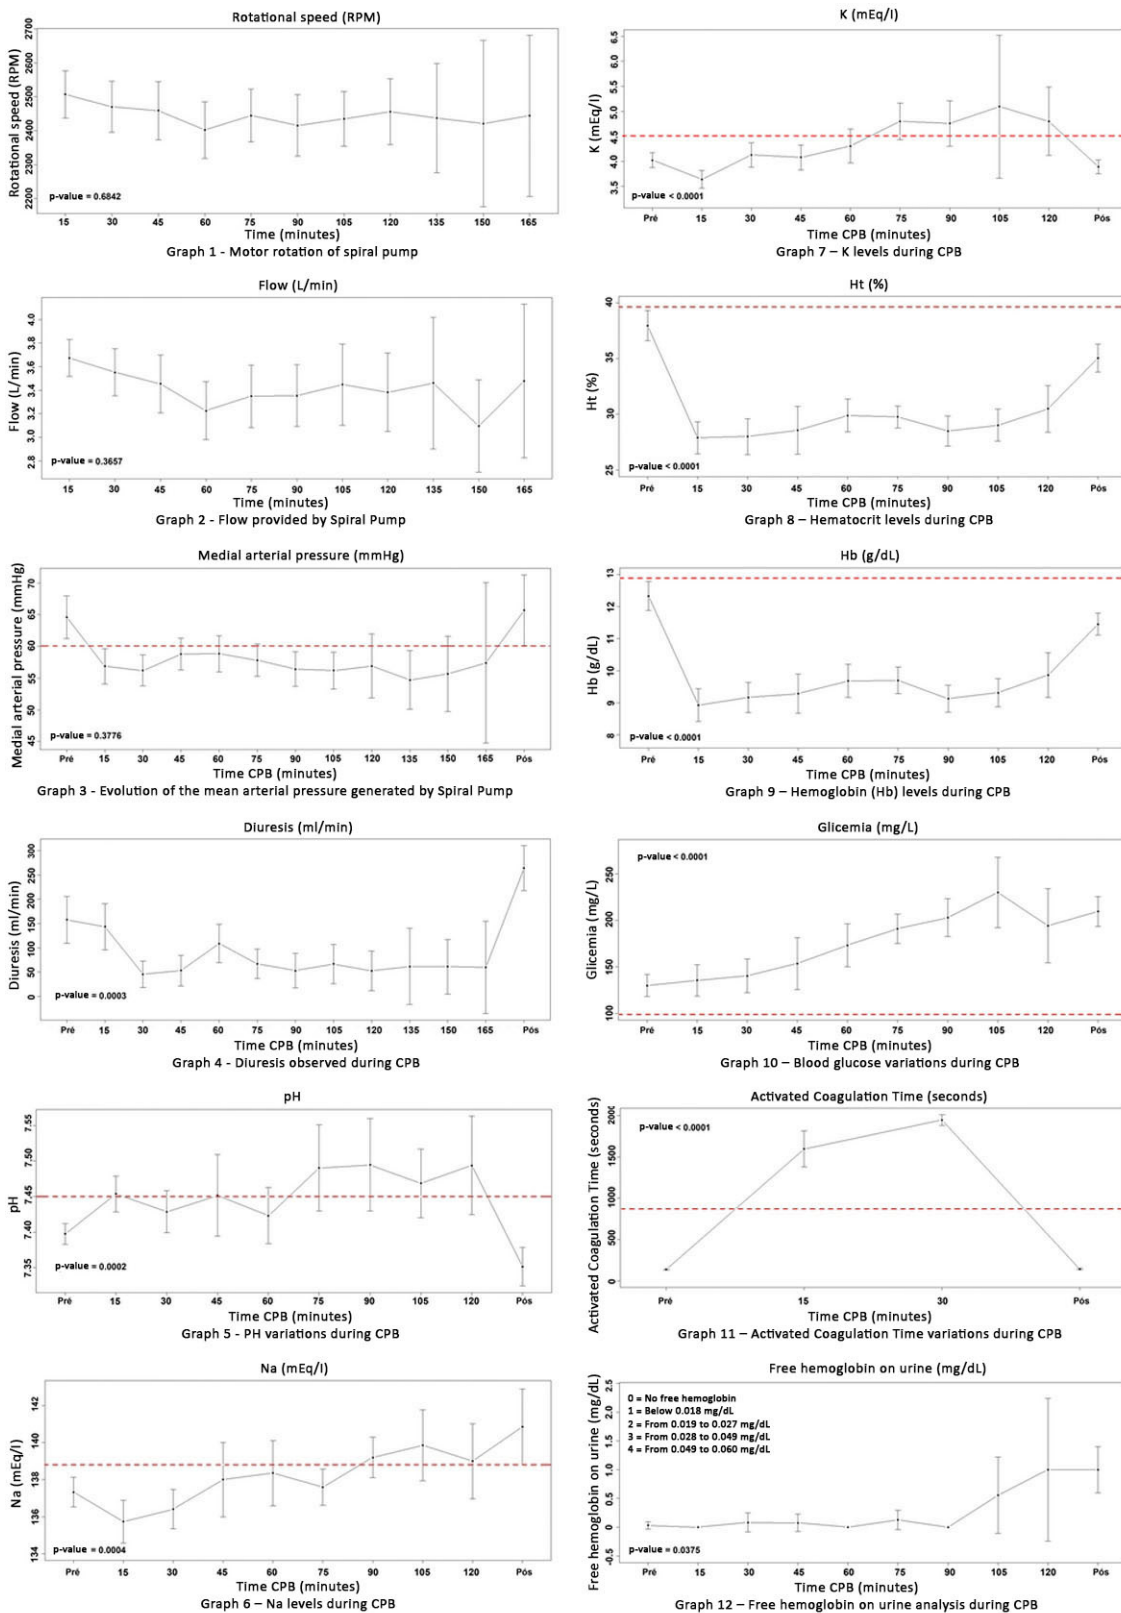 Rotational speed (RPM)
Rotational speed (RPM)
2700
2600
2500
2400
2300
2200
p-value = 0.6842
15 30 45 60 75 90 105 120 135 150 165
Time (minutes)
Graph 1 - Motor rotation of spiral pump
Flow (L/min)
Flow (L/min)
4.0
3.8
3.6
3.4
3.2
3.0
2.8
p-value = 0.3657
15 30 45 60 75 90 105 120 135 150 165
Time (minutes)
Graph 2 - Flow provided by Spiral Pump
Medial arterial pressure (mmHg)
Medial arterial pressure (mmHg)
70
65
60
55
50
45
p-value = 0.3776
Pré 15 30 45 60 75 90 105 120 135 150 165 Pós
Time CPB (minutes)
Graph 3 - Evolution of the mean arterial pressure generated by Spiral Pump
Diuresis (ml/min)
Diuresis (ml/min)
300
250
200
150
100
50
0
p-value = 0.0003
Pré 15 30 45 60 75 90 105 120 135 150 165 Pós
Time CPB (minutes)
Graph 4 - Diuresis observed during CPB
pH
pH
7.55
7.50
7.45
7.40
7.35
p-value = 0.0002
Pré 15 30 45 60 75 90 105 120 Pós
Time CPB (minutes)
Graph 5 - PH variations during CPB
Na (mEq/l)
Na (mEq/l)
142
140
138
136
134
p-value = 0.0004
Pré 15 30 45 60 75 90 105 120 Pós
Time CPB (minutes)
Graph 6 – Na levels during CPB
K (mEq/l)
K (mEq/l)
6.5
6.0
5.5
5.0
4.5
4.0
3.5
p-value < 0.0001
Pré 15 30 45 60 75 90 105 120 Pós
Time CPB (minutes)
Graph 7 – K levels during CPB
Ht (%)
Ht (%)
40
35
30
25
p-value < 0.0001
Pré 15 30 45 60 75 90 105 120 Pós
Time CPB (minutes)
Graph 8 – Hematocrit levels during CPB
Hb (g/dL)
Hb (g/dL)
13
12
11
10
9
8
p-value < 0.0001
Pré 15 30 45 60 75 90 105 120 Pós
Time CPB (minutes)
Graph 9 – Hemoglobin (Hb) levels during CPB
Glicemia (mg/L)
Glicemia (mg/L)
p-value < 0.0001
250
200
150
100
Pré 15 30 45 60 75 90 105 120 Pós
Time CPB (minutes)
Graph 10 – Blood glucose variations during CPB
Activated Coagulation Time (seconds)
Activated Coagulation Time (seconds)
p-value < 0.0001
2000
1500
1000
500
0
Pré 15 30 Pós
Time CPB (minutes)
Graph 11 – Activated Coagulation Time variations during CPB
Free hemoglobin on urine (mg/dL)
Free hemoglobin on urine (mg/dL)
0 = No free hemoglobin
1 = Below 0.018 mg/dL
2 = From 0.019 to 0.027 mg/dL
3 = From 0.028 to 0.049 mg/dL
4 = From 0.049 to 0.060 mg/dL
2.5
2.0
1.5
1.0
0.5
0
-0.5
p-value = 0.0375
Pré 15 30 45 60 75 90 105 120 Pós
Time CPB (minutes)
Graph 12 – Free hemoglobin on urine analysis during CPB